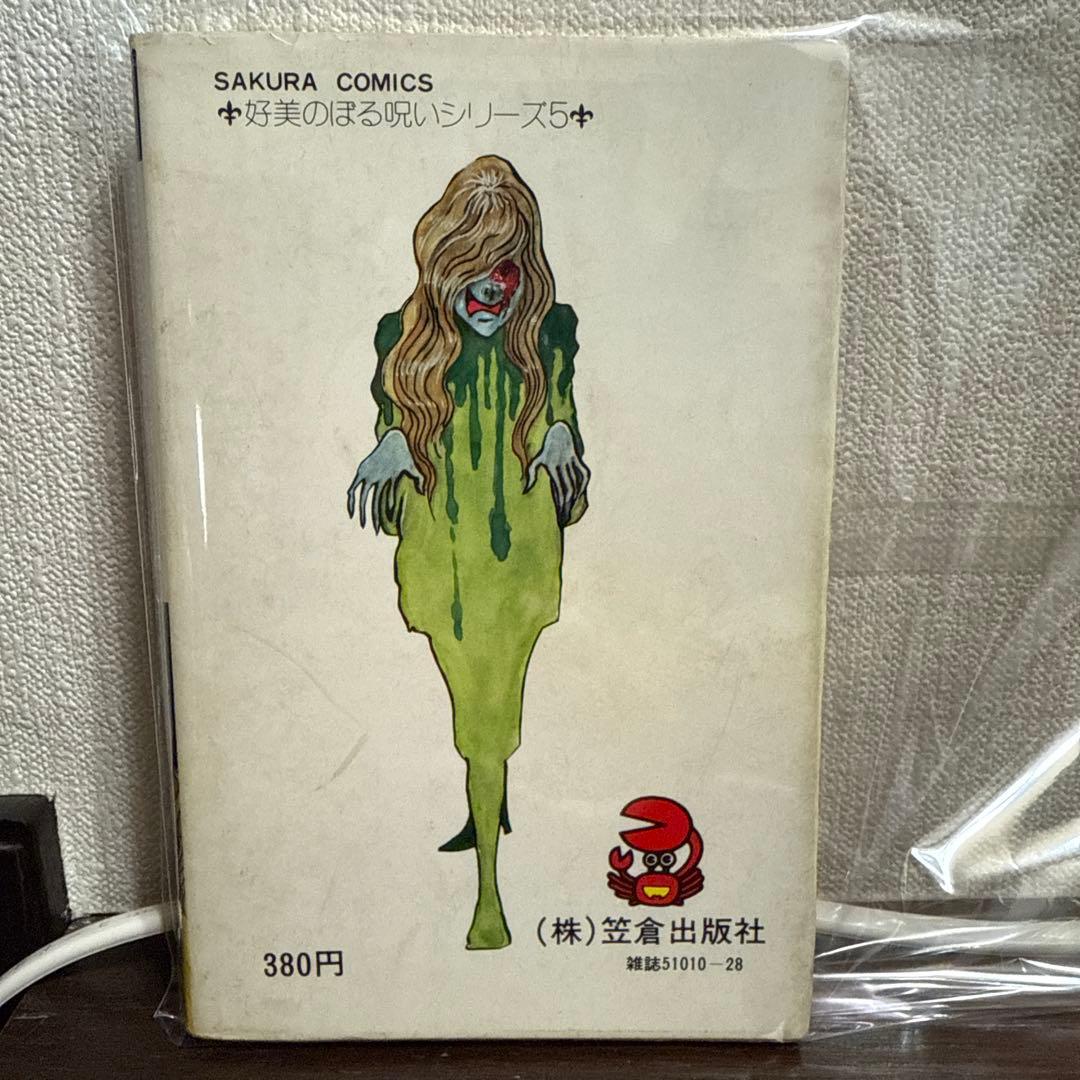 SAKURA COMICS
⚜好美のぼる呪いシリーズ5⚜
380円
(株)笠倉出版社
雑誌51010-28